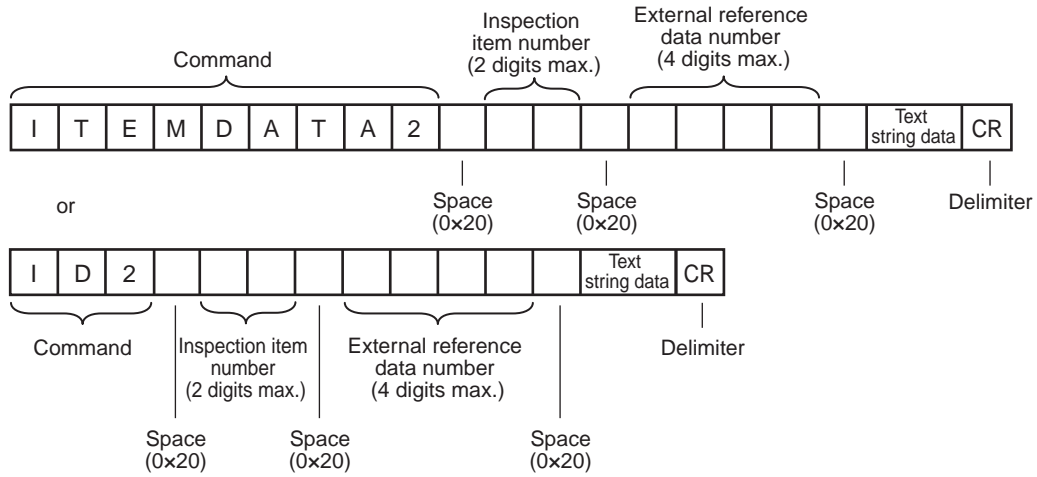 Command
Inspection
item number
(2 digits max.)
External reference
data number
(4 digits max.)
I T E M D A T A 2 Text string data CR
Space
(0×20)
Space
(0×20)
Space
(0×20)
Delimiter
or
I D 2 Text string data CR
Command
Inspection item
number
(2 digits max.)
External reference
data number
(4 digits max.)
Delimiter
Space
(0×20)
Space
(0×20)
Space
(0×20)